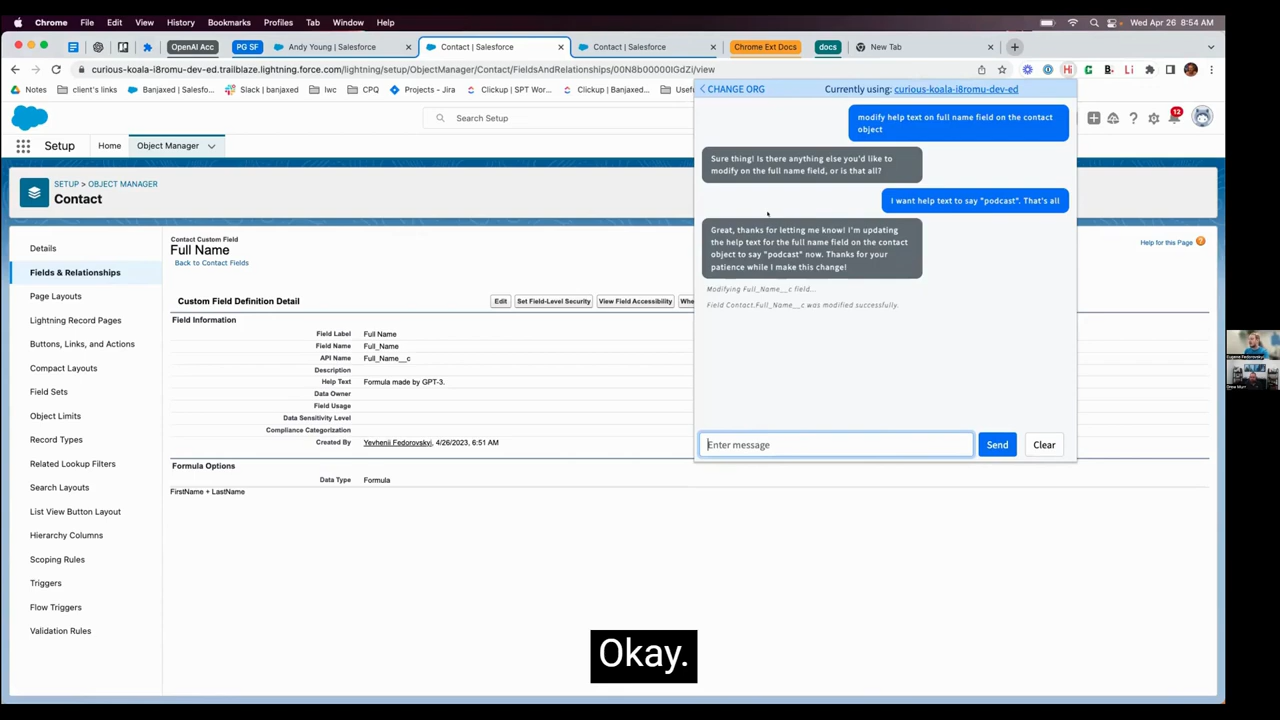 Chrome File Edit View History Bookmarks Profiles Tab Window Help
Wed Apr 26 8:54 AM
OpenAI Acc PG SF Andy Young | Salesforce Contact | Salesforce Contact | Salesforce Chrome Ext Docs docs New Tab
curious-koala-i8romu-dev-ed.trailblaze.lightning.force.com/lightning/setup/ObjectManager/Contact/FieldsAndRelationships/00N8b00000IGdZi/view
Notes client's links Banjaxed | Salesfo... Slack | banjaxed lwc CPQ Projects - Jira Clickup | SPT Wor... Clickup | Banjaxed... Usef
CHANGE ORG
Currently using: curious-koala-i8romu-dev-ed
Search Setup
12
Setup Home Object Manager
SETUP > OBJECT MANAGER
Contact
modify help text on full name field on the contact
object
Sure thing! Is there anything else you'd like to
modify on the full name field, or is that all?
I want help text to say "podcast". That's all
Great, thanks for letting me know! I'm updating
the help text for the full name field on the contact
object to say "podcast" now. Thanks for your
patience while I make this change!
Modifying Full_Name__c field...
Field Contact.Full_Name__c was modified successfully.
Enter message
Send
Clear
Details
Fields & Relationships
Page Layouts
Lightning Record Pages
Buttons, Links, and Actions
Compact Layouts
Field Sets
Object Limits
Record Types
Related Lookup Filters
Search Layouts
List View Button Layout
Hierarchy Columns
Scoping Rules
Triggers
Flow Triggers
Validation Rules
Contact Custom Field
Full Name
Back to Contact Fields
Help for this Page
Custom Field Definition Detail
Edit Set Field-Level Security View Field Accessibility Whe
Field Information
Field Label Full Name
Field Name Full_Name
API Name Full_Name__c
Description
Help Text Formula made by GPT-3.
Data Owner
Field Usage
Data Sensitivity Level
Compliance Categorization
Created By Yevhenii Fedorovskyi, 4/26/2023, 6:51 AM
Formula Options
Data Type Formula
FirstName + LastName
Eugene Fedorovskyi
Okay.